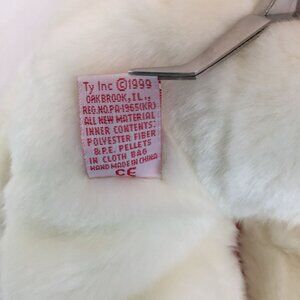 Ty Inc ©1999
OAKBROOK, IL.,
REG.NO.PA-1965(KR)
ALL NEW MATERIAL
INNER CONTENTS:
POLYESTER FIBER
& P.E. PELLETS
IN CLOTH BAG
HAND MADE IN CHINA
CE